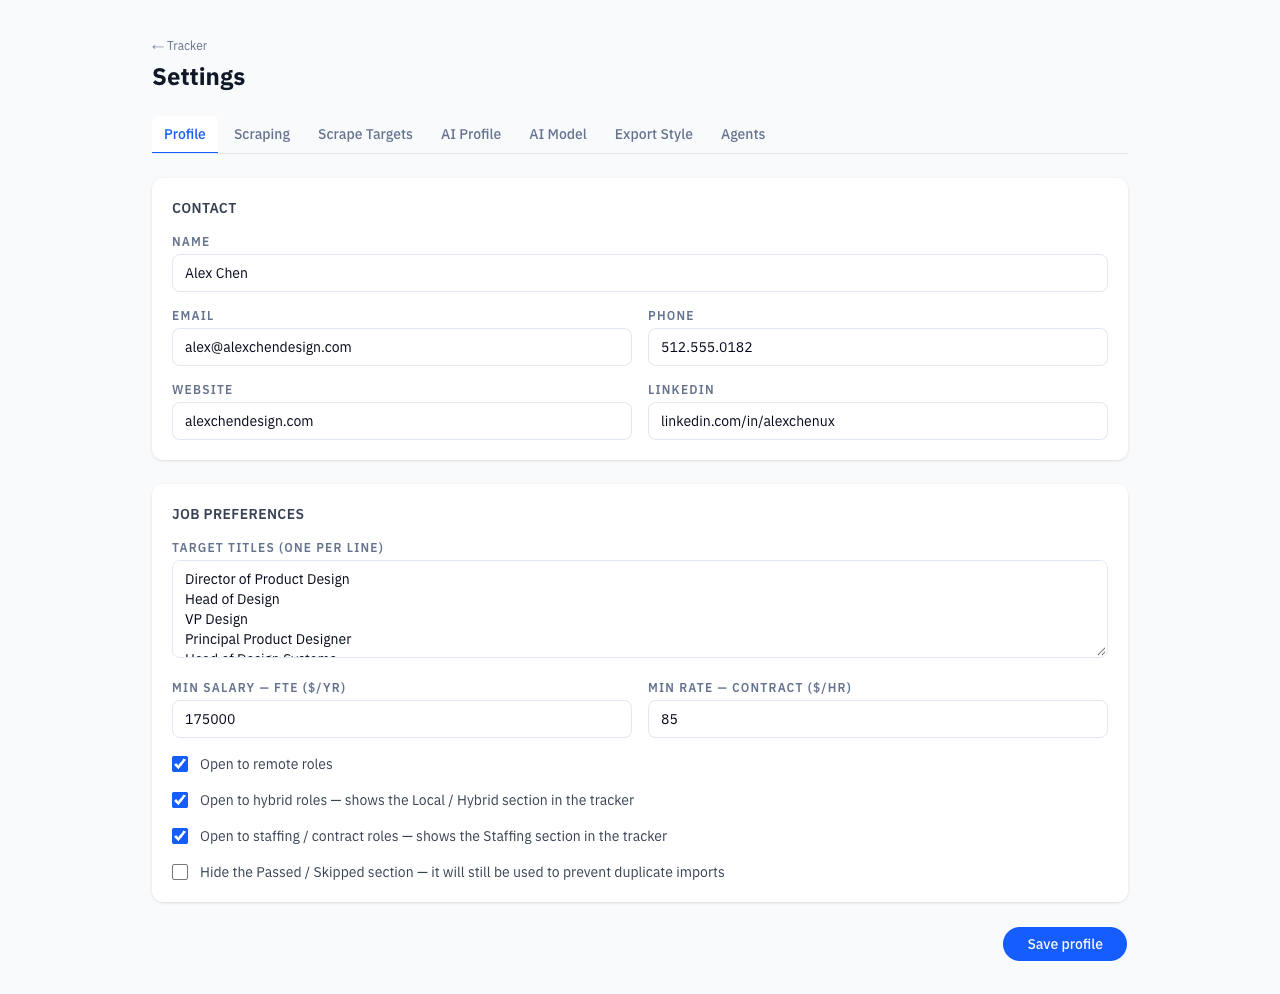 ← Tracker
Settings
Profile Scraping Scrape Targets AI Profile AI Model Export Style Agents
CONTACT
NAME
Alex Chen
EMAIL PHONE
alex@alexchendesign.com 512.555.0182
WEBSITE LINKEDIN
alexchendesign.com linkedin.com/in/alexchenux
JOB PREFERENCES
TARGET TITLES (ONE PER LINE)
Director of Product Design
Head of Design
VP Design
Principal Product Designer
Head of Design Systems
MIN SALARY — FTE ($/YR) MIN RATE — CONTRACT ($/HR)
175000 85
Open to remote roles
Open to hybrid roles — shows the Local / Hybrid section in the tracker
Open to staffing / contract roles — shows the Staffing section in the tracker
Hide the Passed / Skipped section — it will still be used to prevent duplicate imports
Save profile